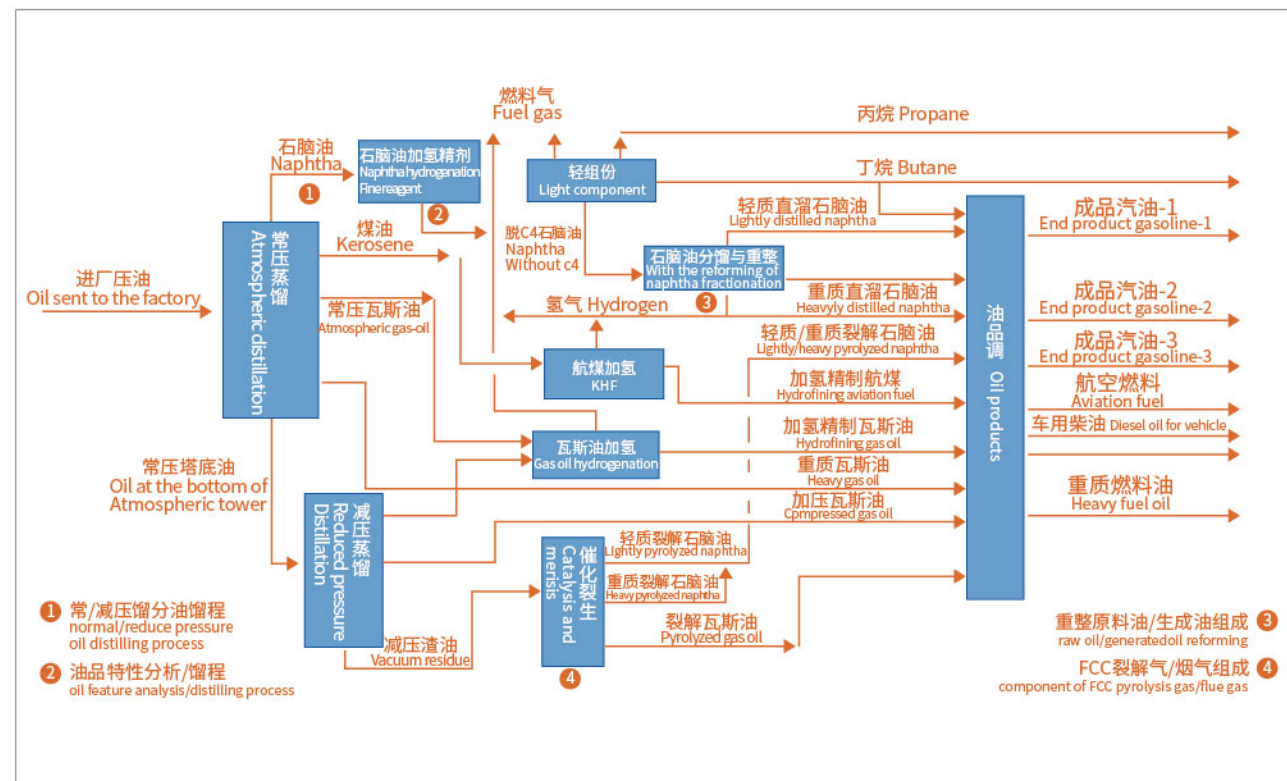 燃料气
Fuel gas
丙烷 Propane
石脑油
Naphtha
1
石脑油加氢精剂
Naphtha hydrogenation
Finereagent
2
轻组份
Light component
丁烷 Butane
煤油
Kerosene
脱C4石脑油
Naphtha
Without c4
轻质直溜石脑油
Lightly distilled naphtha
成品汽油-1
End product gasoline-1
常压蒸馏
Atmospheric distillation
进厂压油
Oil sent to the factory
石脑油分馏与重整
With the reforming of
naphtha fractionation
3
常压瓦斯油
Atmospheric gas-oil
氢气 Hydrogen
重质直溜石脑油
Heavyly distilled naphtha
成品汽油-2
End product gasoline-2
轻质/重质裂解石脑油
Lightly/heavy pyrolyzed naphtha
成品汽油-3
End product gasoline-3
航煤加氢
KHF
加氢精制航煤
Hydrofining aviation fuel
航空燃料
Aviation fuel
油品调 Oil products
车用柴油 Diesel oil for vehicle
瓦斯油加氢
Gas oil hydrogenation
加氢精制瓦斯油
Hydrofining gas oil
常压塔底油
Oil at the bottom of
Atmospheric tower
重质瓦斯油
Heavy gas oil
重质燃料油
Heavy fuel oil
减压蒸馏
Reduced pressure
Distillation
加压瓦斯油
Cpmpressed gas oil
催化裂生
Catalysis and
merisis
4
轻质裂解石脑油
Lightly pyrolyzed naphtha
重质裂解石脑油
Heavy pyrolyzed naphtha
裂解瓦斯油
Pyrolyzed gas oil
减压渣油
Vacuum residue
1 常/减压馏分油馏程
normal/reduce pressure
oil distilling process
2 油品特性分析/馏程
oil feature analysis/distilling process
重整原料油/生成油组成 3
raw oil/generatedoil reforming
FCC裂解气/烟气组成 4
component of FCC pyrolysis gas/flue gas